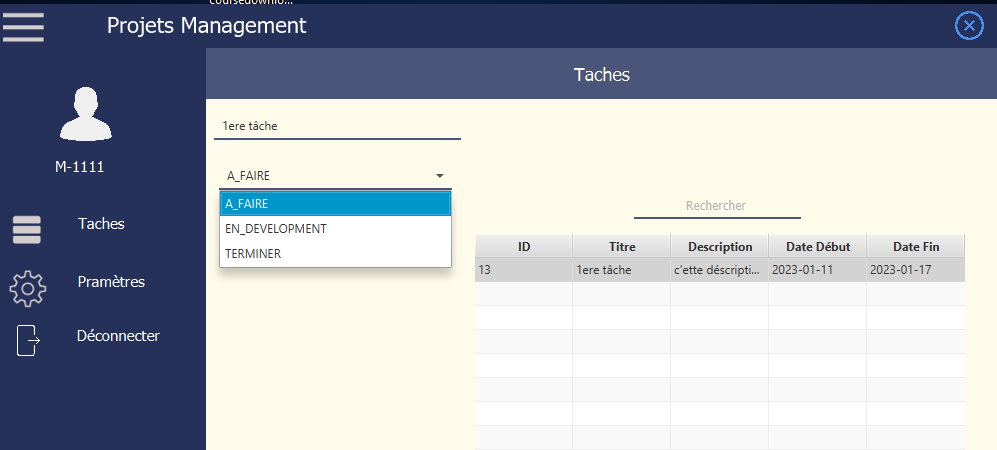 coursedownlo...
Projets Management
Taches
M-1111
Taches
Pramètres
Déconnecter
1ere tâche
A_FAIRE
A_FAIRE
EN_DEVELOPMENT
TERMINER
Rechercher
ID Titre Description Date Début Date Fin
13 1ere tâche c'ette déscripti... 2023-01-11 2023-01-17